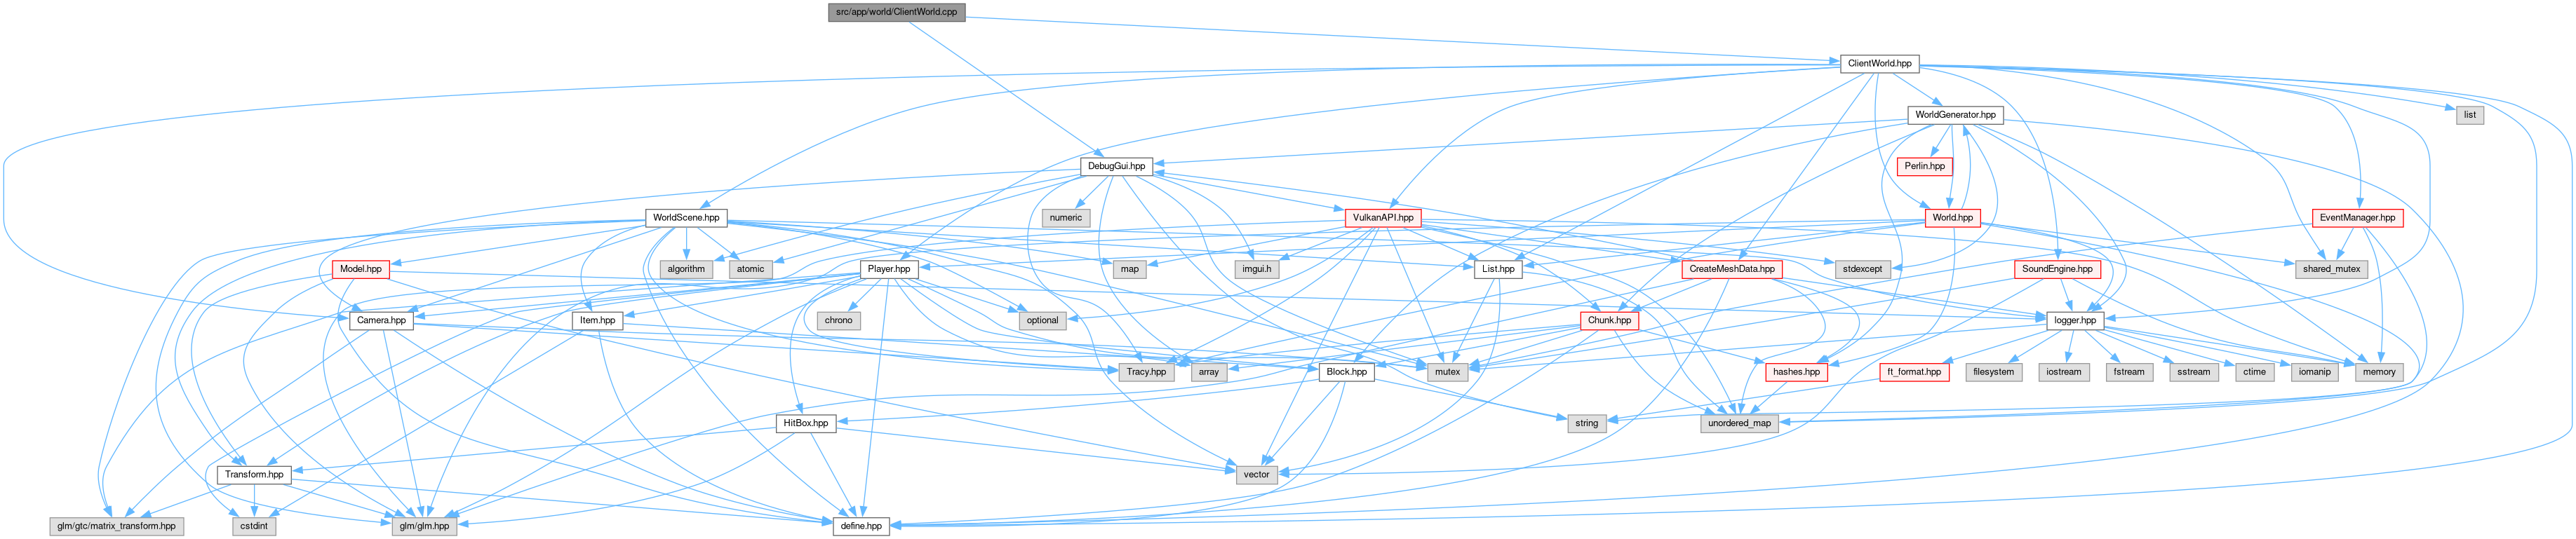 src/app/world/ClientWorld.cpp
ClientWorld.hpp
WorldGenerator.hpp
list
DebugGui.hpp
Perlin.hpp
numeric
WorldScene.hpp
VulkanAPI.hpp
World.hpp
EventManager.hpp
Model.hpp
algorithm
atomic
Player.hpp
map
imgui.h
List.hpp
CreateMeshData.hpp
stdexcept
SoundEngine.hpp
shared_mutex
Camera.hpp
Item.hpp
chrono
optional
Chunk.hpp
logger.hpp
Tracy.hpp
array
mutex
Block.hpp
hashes.hpp
ft_format.hpp
filesystem
iostream
fstream
sstream
ctime
iomanip
memory
HitBox.hpp
string
unordered_map
Transform.hpp
vector
glm/gtc/matrix_transform.hpp
cstdint
glm/glm.hpp
define.hpp